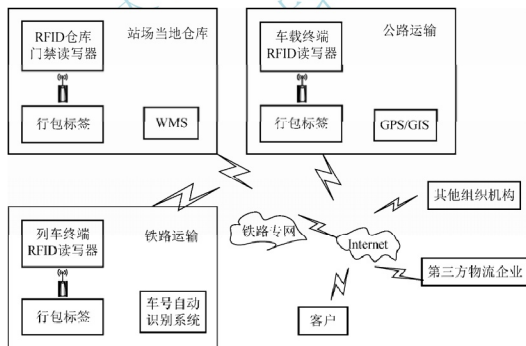 RFID仓库
门禁读写器
站场当地仓库
行包标签
WMS
车载终端
RFID读写器
公路运输
行包标签
GPS/GIS
列车终端
RFID读写器
铁路运输
行包标签
车号自动
识别系统
铁路专网
Internet
其他组织机构
第三方物流企业
客户